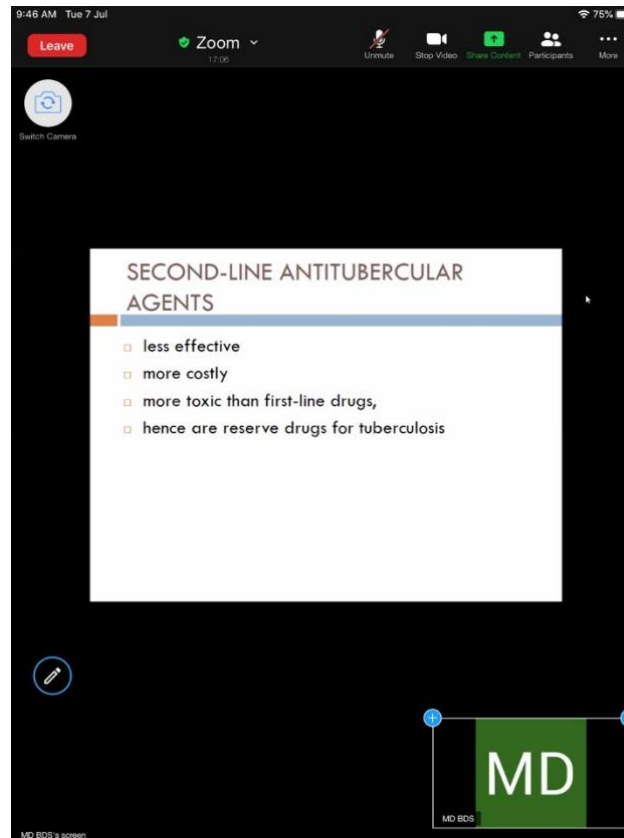 9:46 AM Tue 7 Jul
75%
Leave
Zoom
17:06
Unmute
Stop Video
Share Content
Participants
More
Switch Camera
SECOND-LINE ANTITUBERCULAR
AGENTS
less effective
more costly
more toxic than first-line drugs,
hence are reserve drugs for tuberculosis
MD
MD BDS
MD BDS's screen